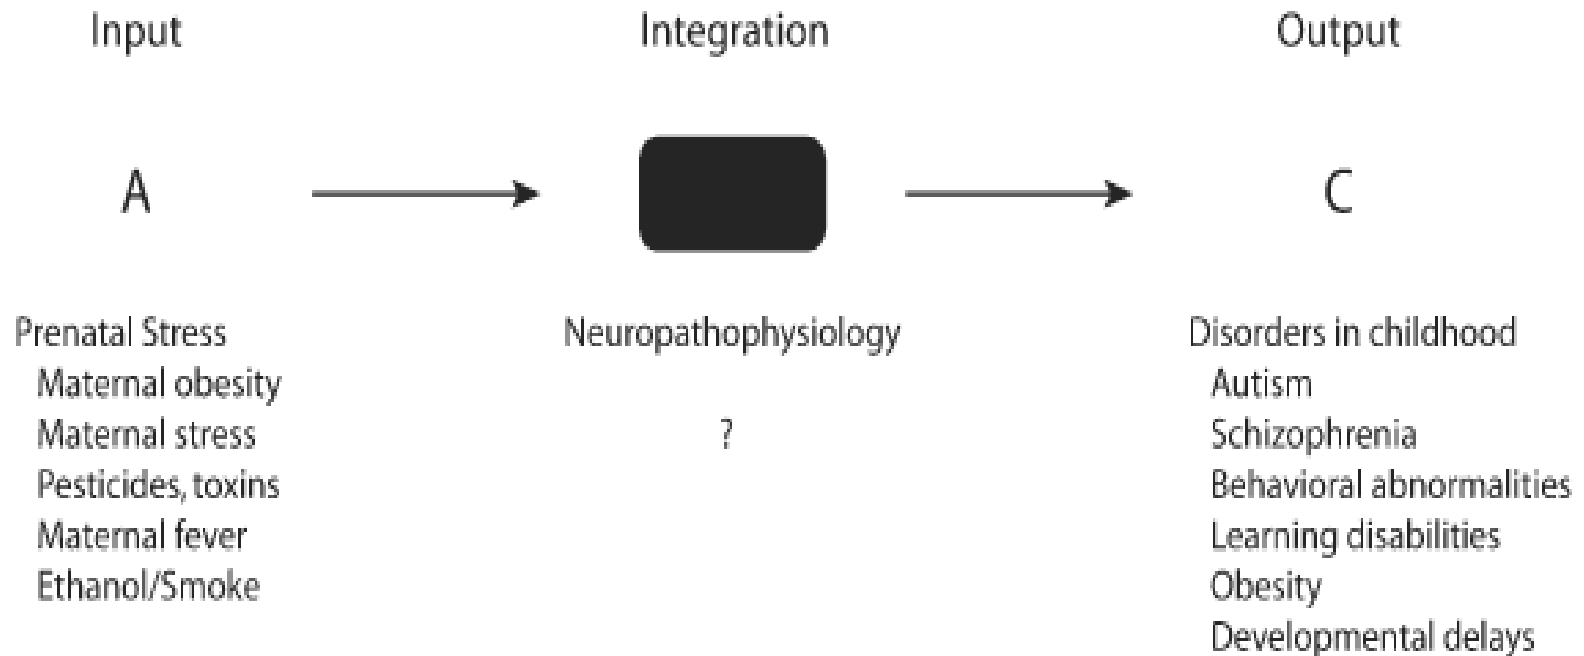 Input
Integration
Output
A
C
Prenatal Stress
Maternal obesity
Maternal stress
Pesticides, toxins
Maternal fever
Ethanol/Smoke
Neuropathophysiology
?
Disorders in childhood
Autism
Schizophrenia
Behavioral abnormalities
Learning disabilities
Obesity
Developmental delays